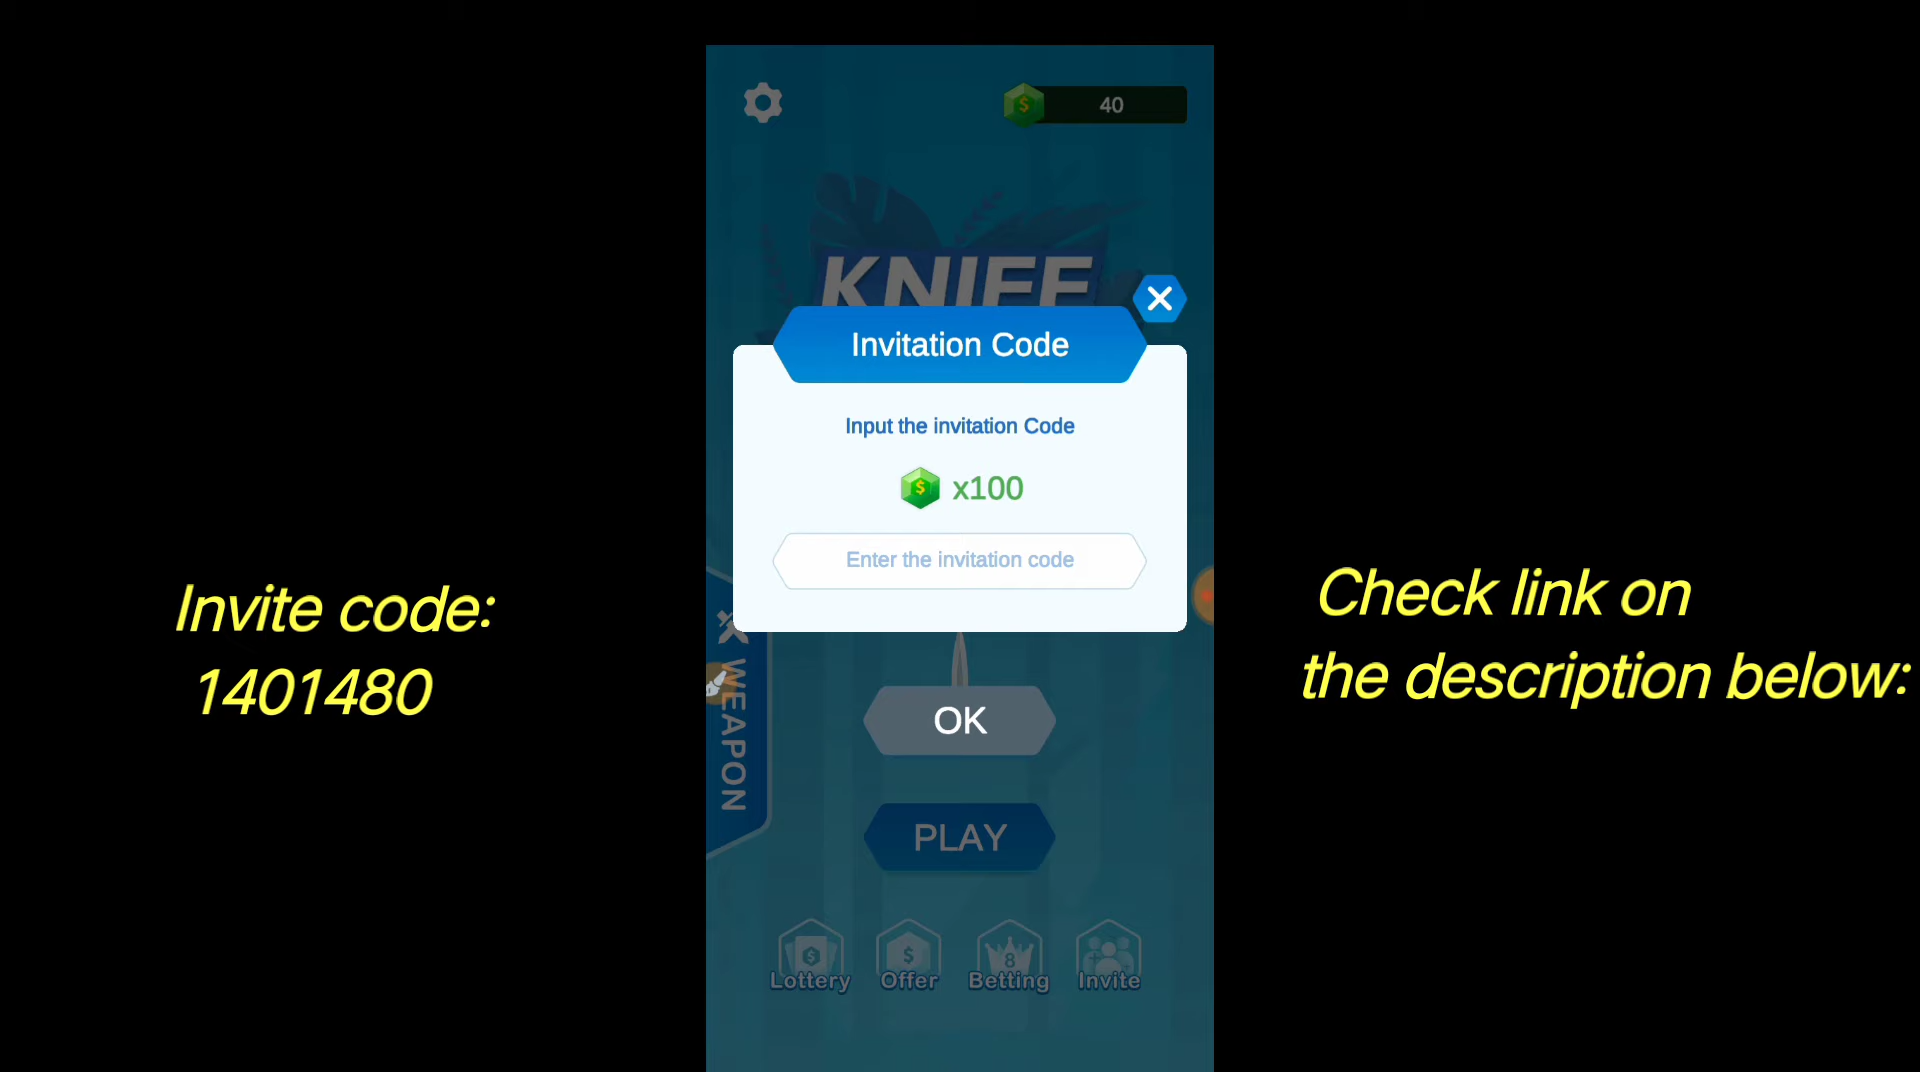 40
KNIFE
Invitation Code
Input the invitation Code
$ x100
Enter the invitation code
Invite code:
1401480
Check link on
the description below:
WEAPON
OK
PLAY
8
Lottery Offer Betting Invite